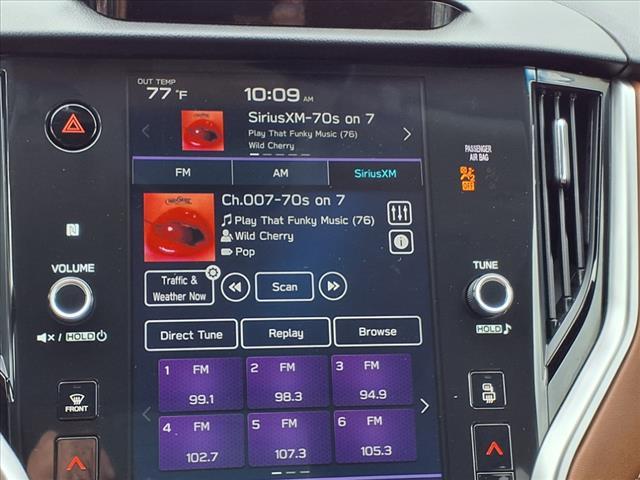 OUT TEMP
77 °F
10:09 AM
SiriusXM-70s on 7
Play That Funky Music (76)
Wild Cherry
FM
AM
SiriusXM
PASSENGER
AIR BAG
Ch.007-70s on 7
Play That Funky Music (76)
Wild Cherry
Pop
Traffic &
Weather Now
Scan
Direct Tune
Replay
Browse
1 FM
99.1
2 FM
98.3
3 FM
94.9
4 FM
102.7
5 FM
107.3
6 FM
105.3
VOLUME
/ HOLD
FRONT
TUNE
HOLD